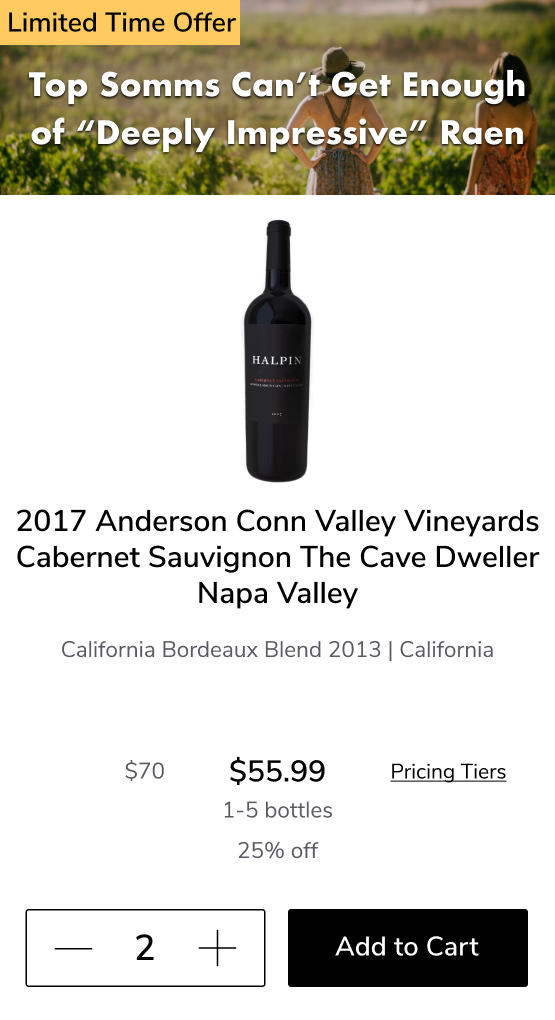 Limited Time Offer
Top Somms Can't Get Enough
of “Deeply Impressive” Raen
HALPIN
2017 Anderson Conn Valley Vineyards
Cabernet Sauvignon The Cave Dweller
Napa Valley
California Bordeaux Blend 2013 | California
$70 $55.99 Pricing Tiers
1-5 bottles
25% off
2 Add to Cart